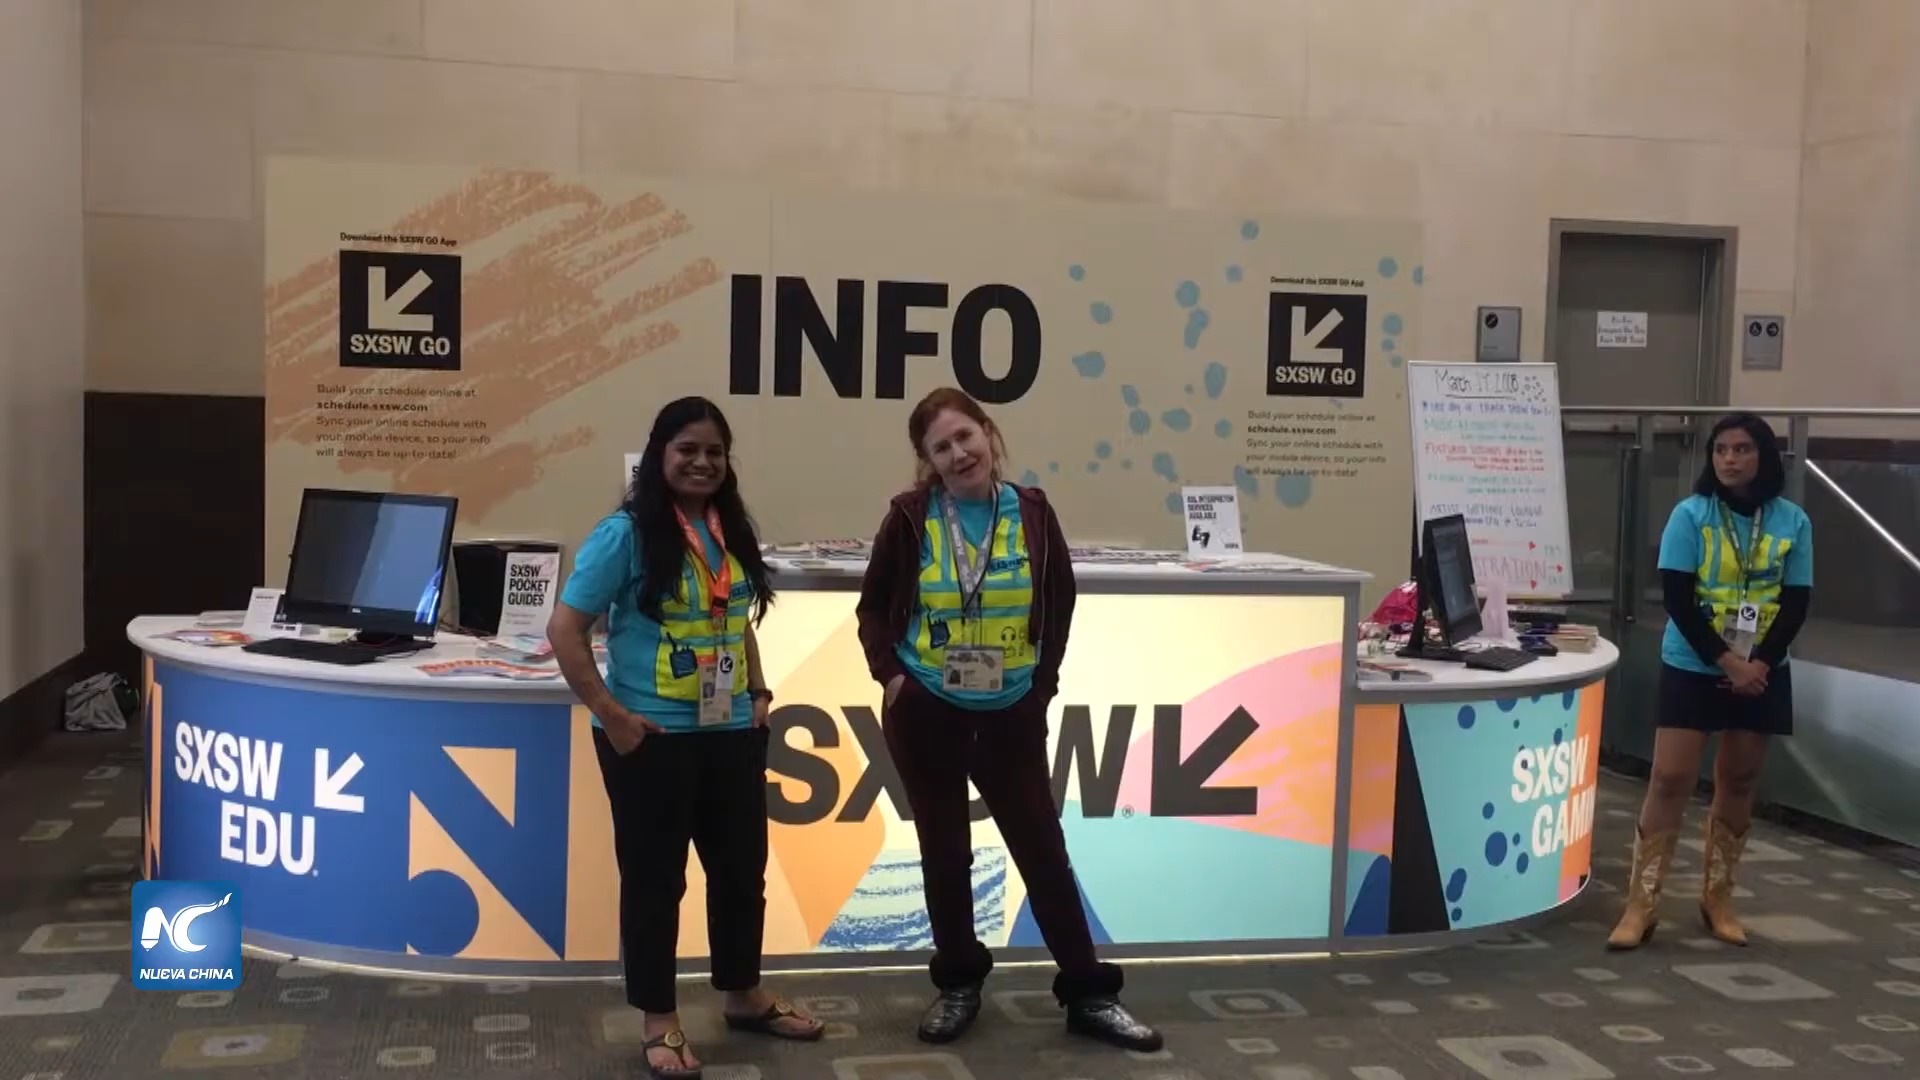 Download the SXSW GO App
SXSW GO
Build your schedule online at
schedule.sxsw.com
Sync your online schedule with
your mobile device, so your info
will always be up-to-date!
INFO
Download the SXSW GO App
SXSW GO
Build your schedule online at
schedule.sxsw.com
Sync your online schedule with
your mobile device, so your info
will always be up-to-date!
March
SXSW
POCKET
GUIDES
ASL INTERPRETER
SERVICES
AVAILABLE
SXSW
EDU
SXSW®
SXSW
GAMIN
NC
NUEVA CHINA